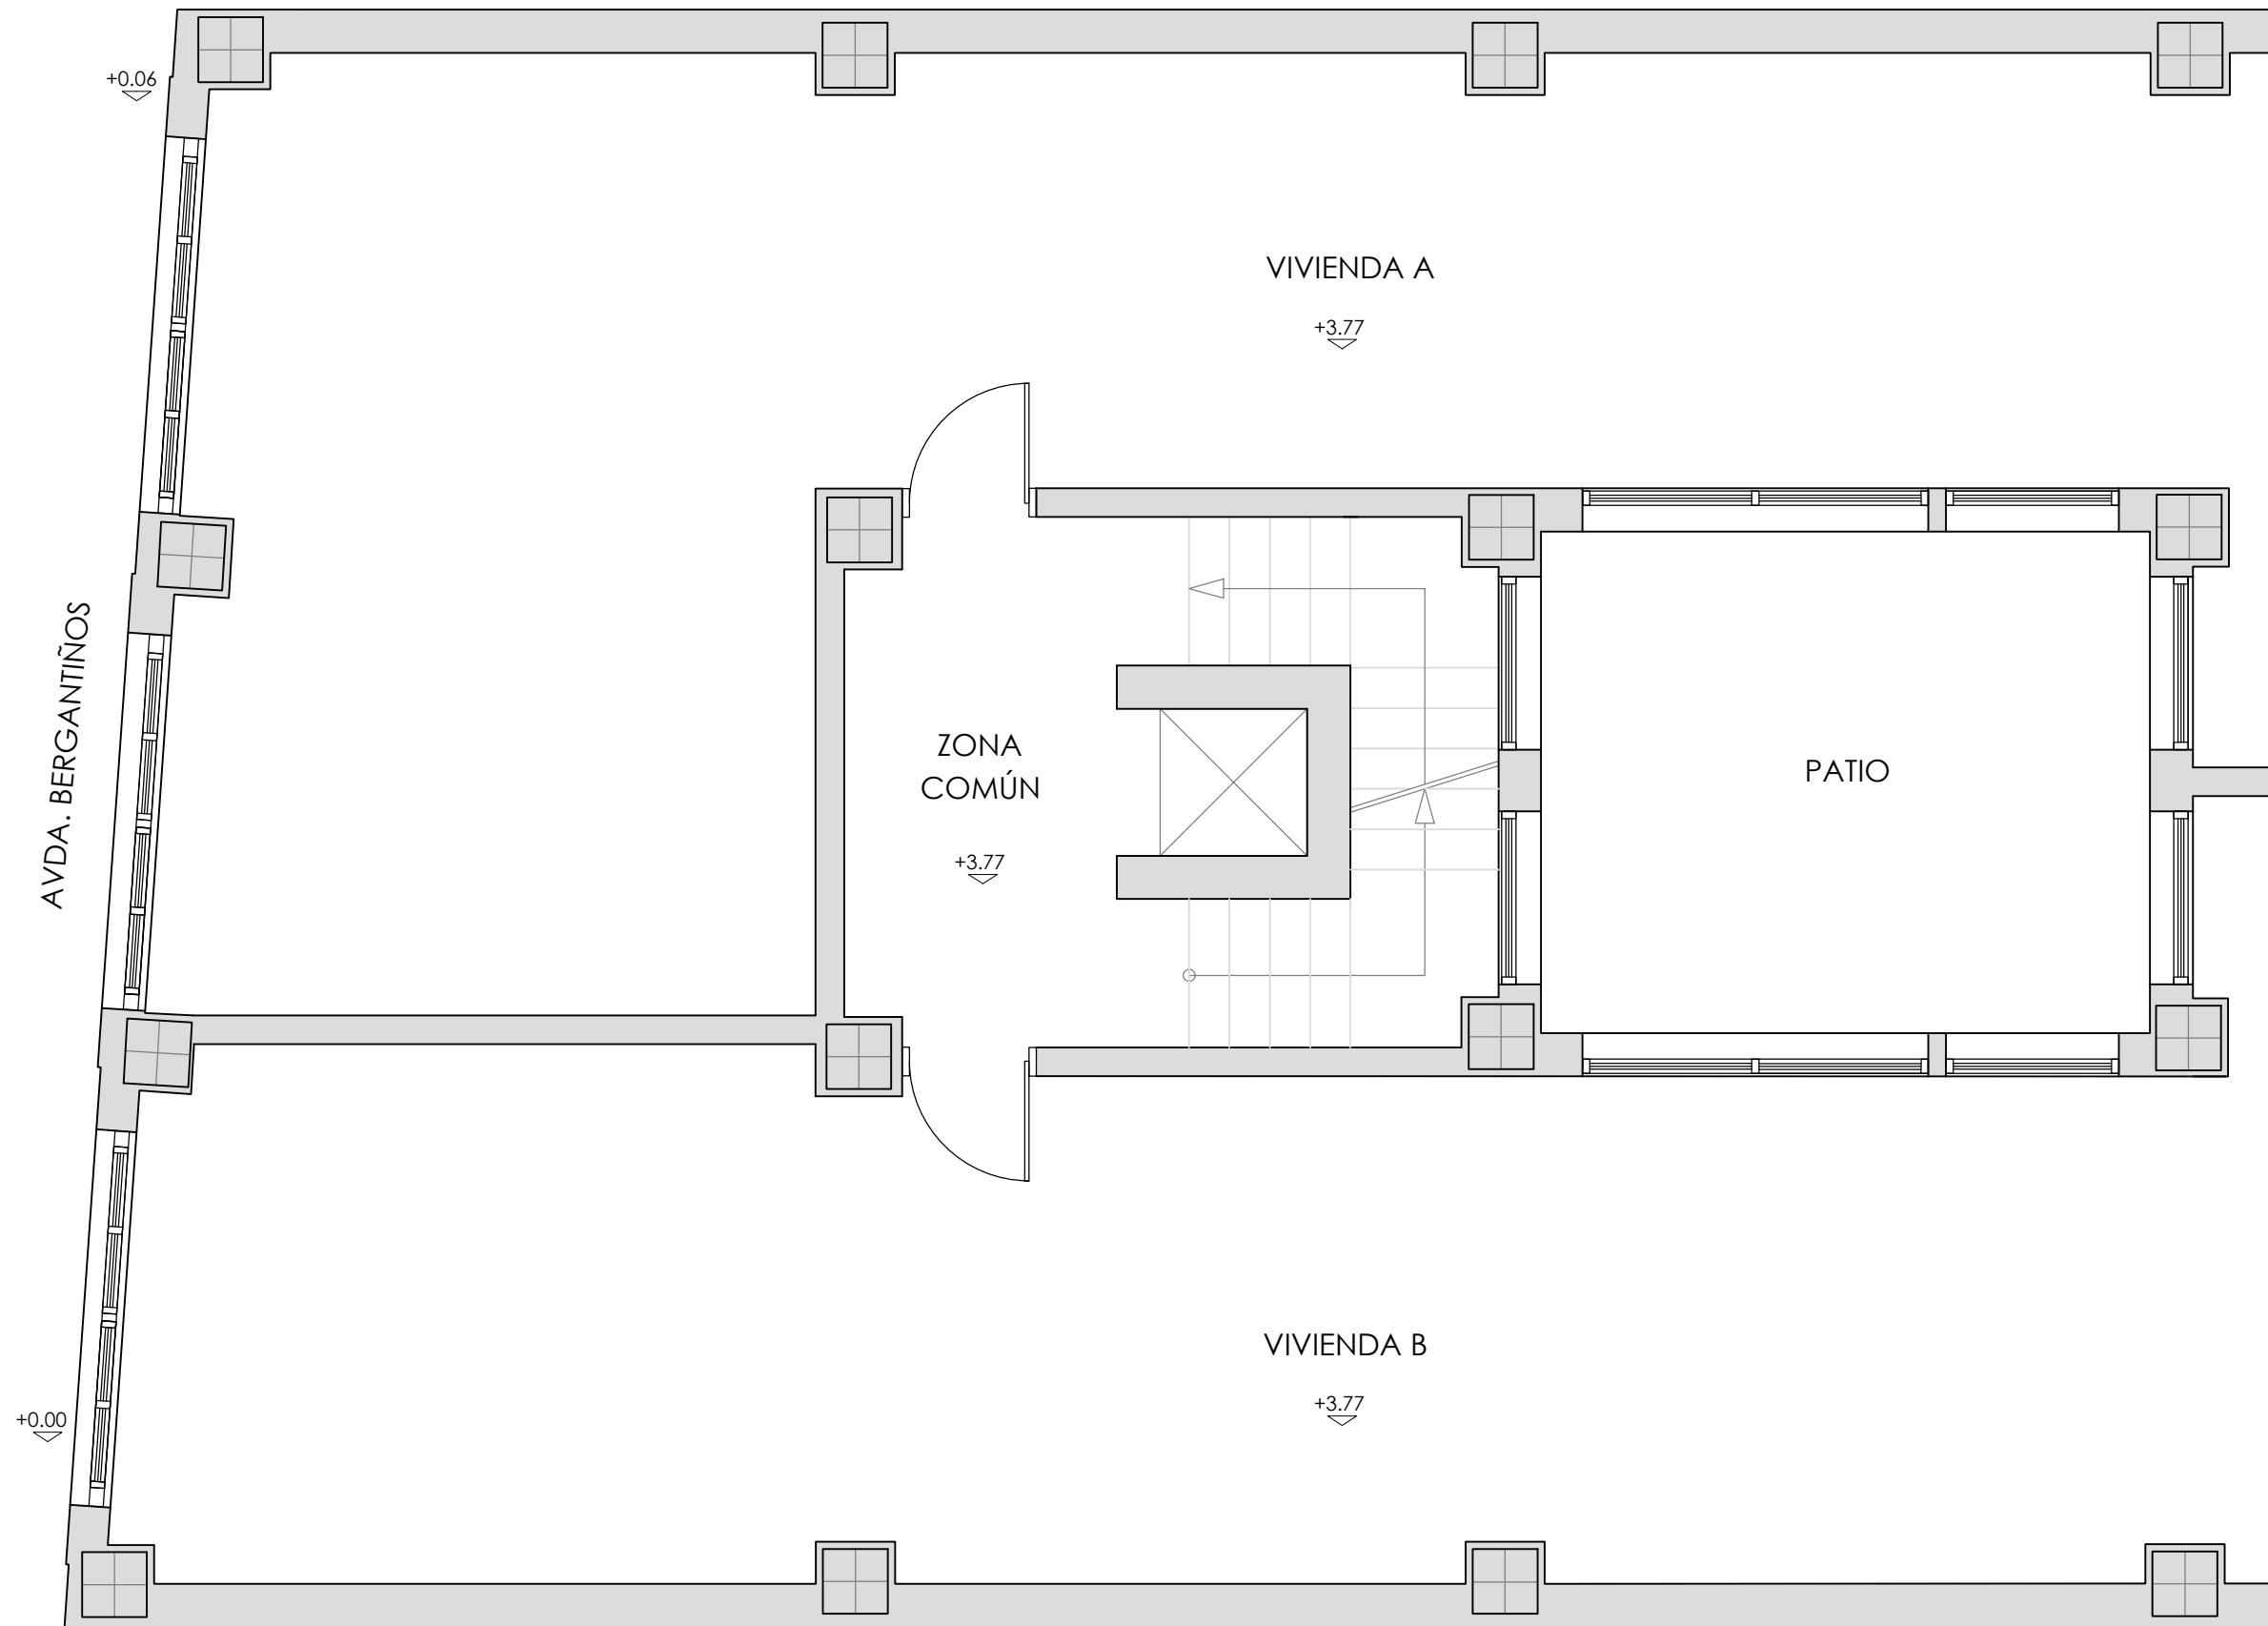 +0.06
VIVIENDA A
+3.77
AVDA. BERGANTIÑOS
ZONA
COMÚN
+3.77
PATIO
VIVIENDA B
+3.77
+0.00